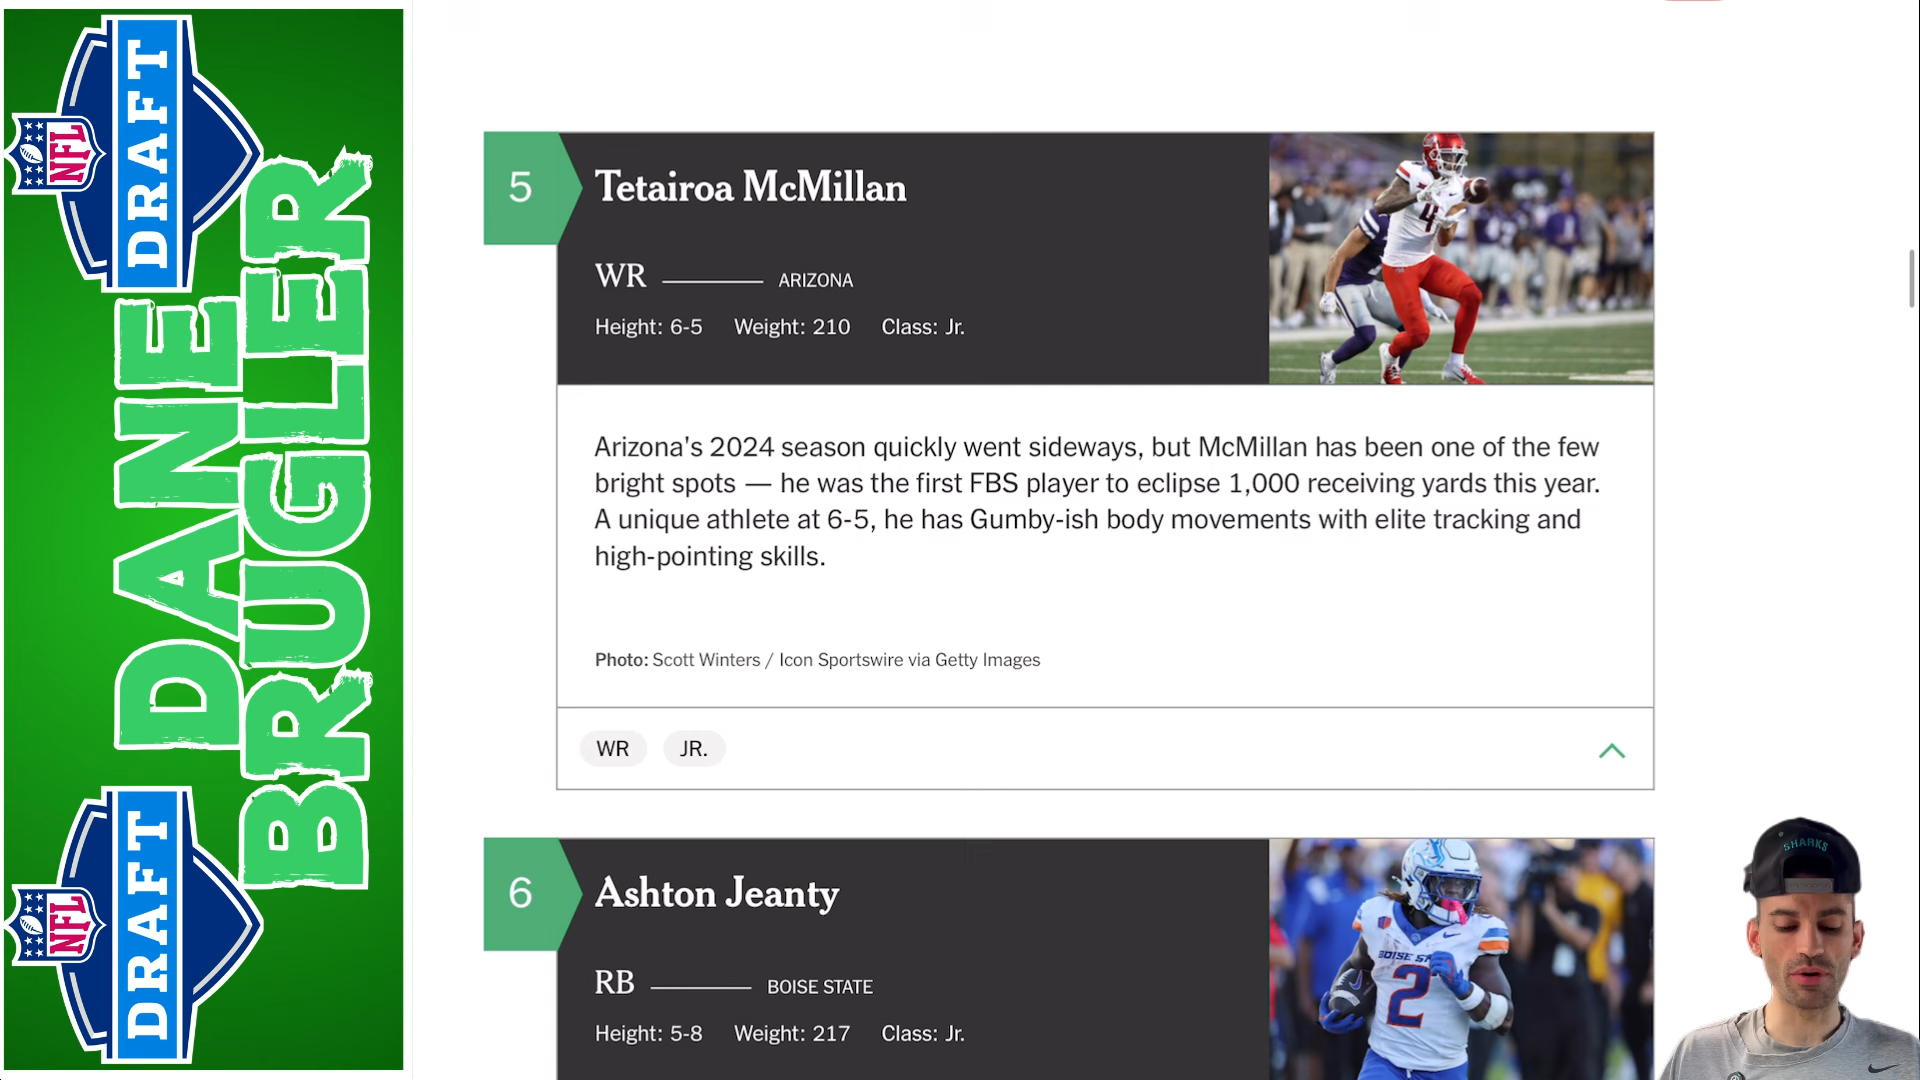 NFL
DRAFT
DANE
BRUGLER
NFL
DRAFT
5
Tetairoa McMillan
WR
ARIZONA
Height: 6-5 Weight: 210 Class: Jr.
4
Arizona's 2024 season quickly went sideways, but McMillan has been one of the few
bright spots — he was the first FBS player to eclipse 1,000 receiving yards this year.
A unique athlete at 6-5, he has Gumby-ish body movements with elite tracking and
high-pointing skills.
Photo: Scott Winters / Icon Sportswire via Getty Images
WR JR.
6
Ashton Jeanty
RB
BOISE STATE
Height: 5-8 Weight: 217 Class: Jr.
2
SHARKS